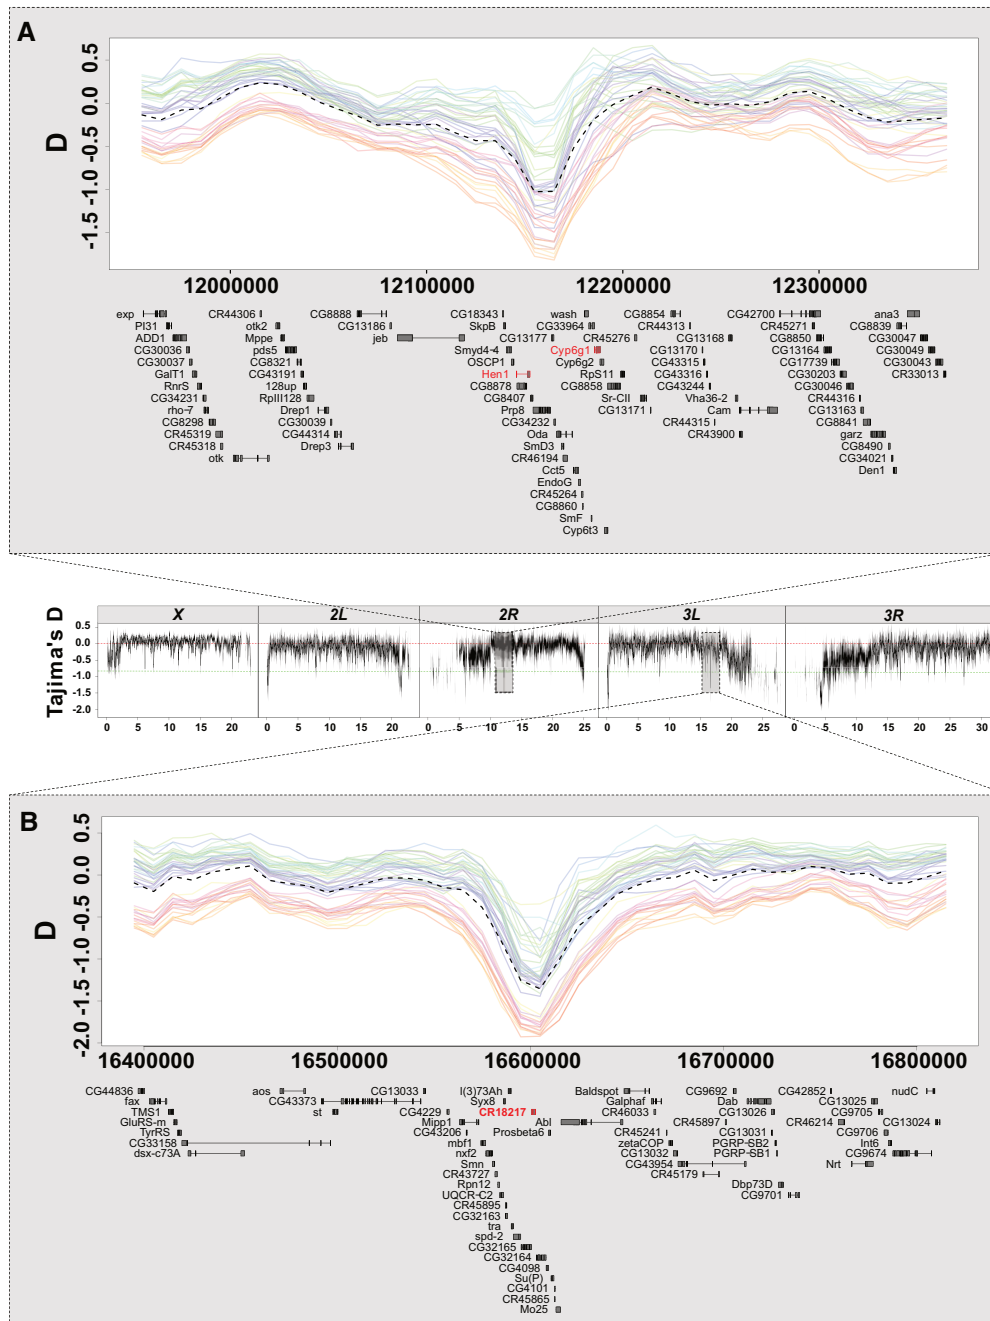 A
D
0.5
0.0
-0.5
-1.0
-1.5
12000000 12100000 12200000 12300000
exp CR44306 CG8888 CG18343 wash CG8854 CG42700 ana3
PI31 otk2 CG13186 SkpB CG33964 CR44313 CR45271 CG8839
ADD1 Mppe jeb CG13177 CR45276 CG13168 CG8850 CG30047
CG30036 pds5 Smyd4-4 Cyp6g1 CG13170 CG13164 CG30049
CG30037 CG8321 OSCP1 Cyp6g2 CG43315 CG17739 CG30043
GalT1 CG43191 Hen1 RpS11 CG43316 CG30203 CR33013
RnrS 128up CG8878 CG8858 CG43244 CG30046
CG34231 RpIII128 CG8407 Sr-CII Vha36-2 CR44316
rho-7 Drep1 Prp8 CG13171 Cam CG13163
CG8298 CG30039 CG34232 CR44315 CG8841
CR45319 CG44314 Oda CR43900 garz
CR45318 Drep3 SmD3 CG8490
otk CR46194 CG34021
Cct5 Den1
EndoG
CR45264
CG8860
SmF
Cyp6t3
Tajima's D
X 2L 2R 3L 3R
0.5
0.0
-0.5
-1.0
-1.5
-2.0
0 5 10 15 20 0 5 10 15 20 0 5 10 15 20 25 0 5 10 15 20 25 0 5 10 15 20 25 30
B
D
0.5
0.0
-0.5
-1.0
-1.5
-2.0
16400000 16500000 16600000 16700000 16800000
CG44836 aos CG13033 l(3)73Ah Baldspot CG9692 CG42852 nudC
fax CG43373 Syx8 Galphaf Dab CG13025
TMS1 st CG4229 CR18217 CR46033 CG13026 CG9705
GluRS-m Mipp1 Abl CR45897 CR46214 CG13024
TyrRS CG43206 Prosbeta6 CR45241 CG13031 CG9706
CG33158 mbf1 zetaCOP PGRP-SB2 Int6
dsx-c73A nxf2 CG13032 PGRP-SB1 CG9674
Smn CG43954 Nrt
CG43727 CR45179
Rpn12 Dbp73D
UQCR-C2 CG9701
CR45895
CG32163
tra
spd-2
CG32165
CG32164
CG4098
Su(P)
CG4101
CR45865
Mo25